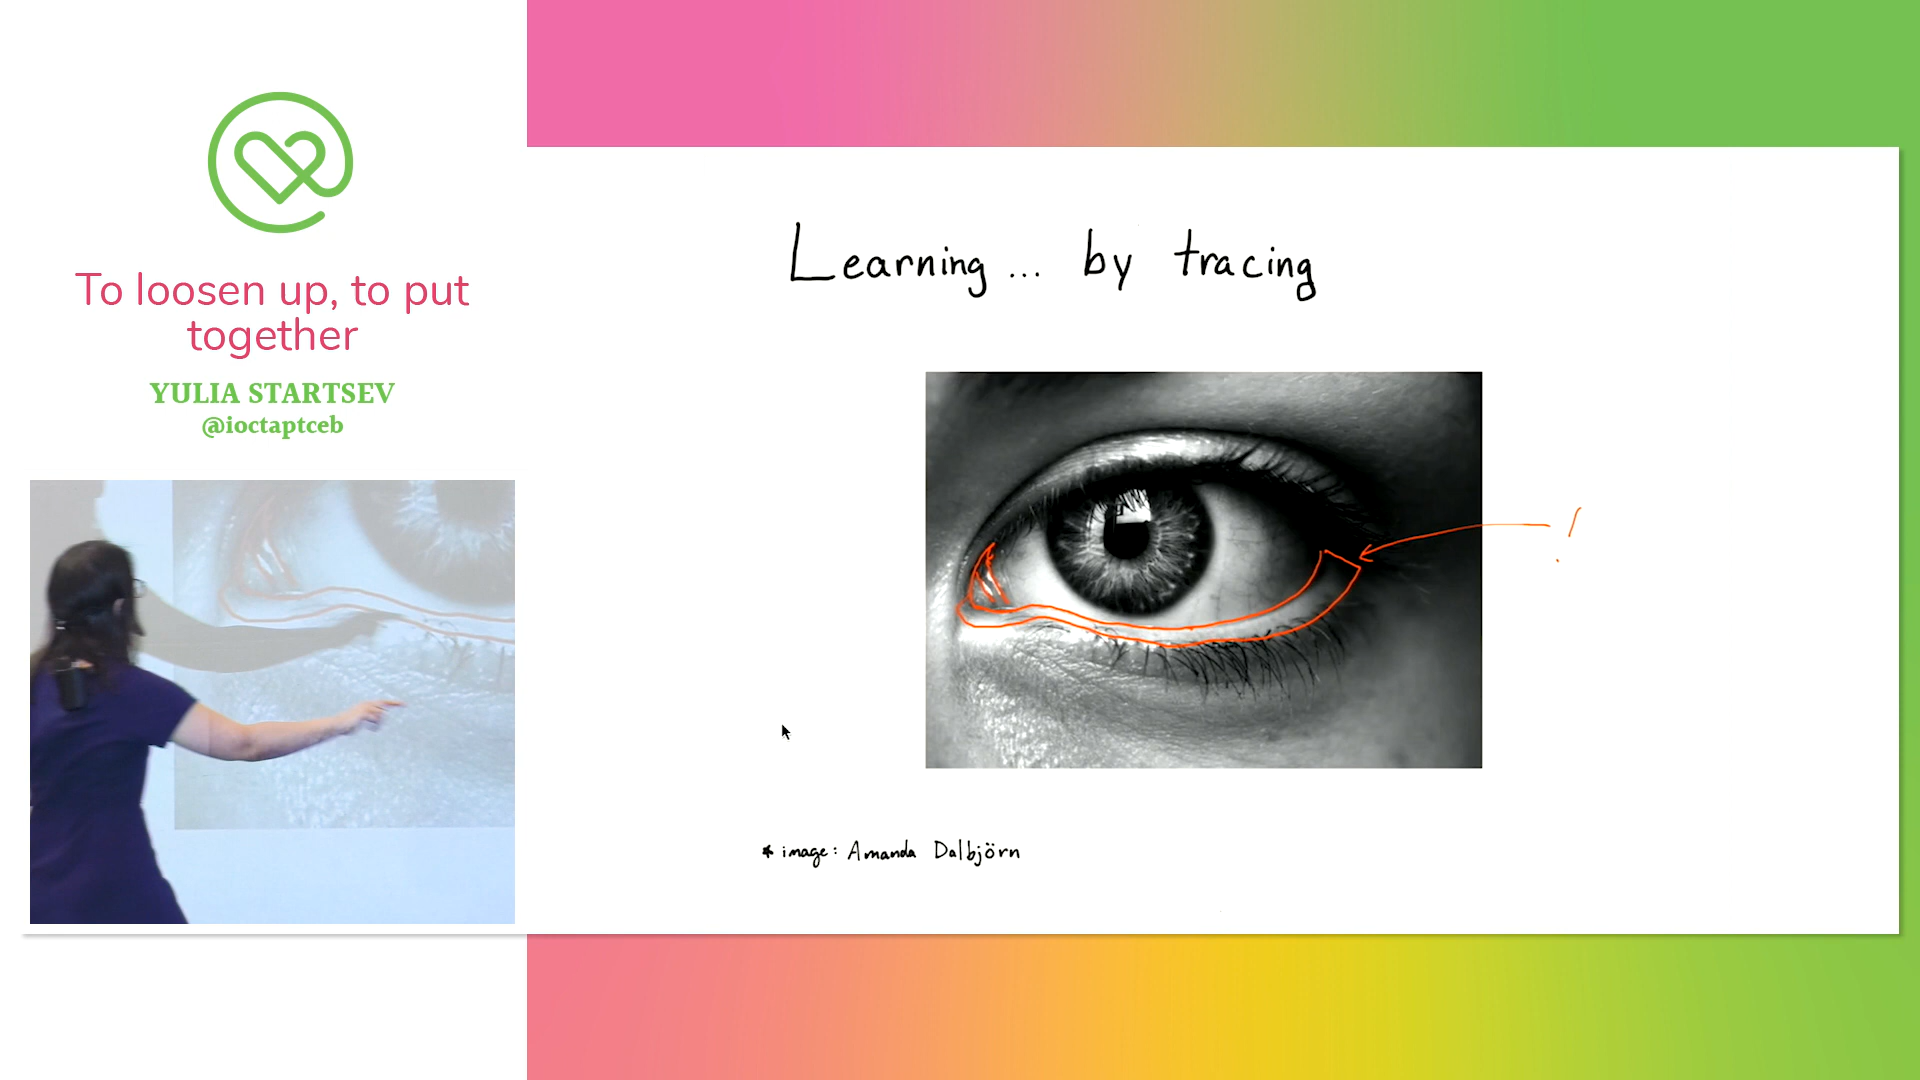 To loosen up, to put
together
YULIA STARTSEV
@ioctaptceb
Learning ... by tracing
!
* image: Amanda Dalbjörn